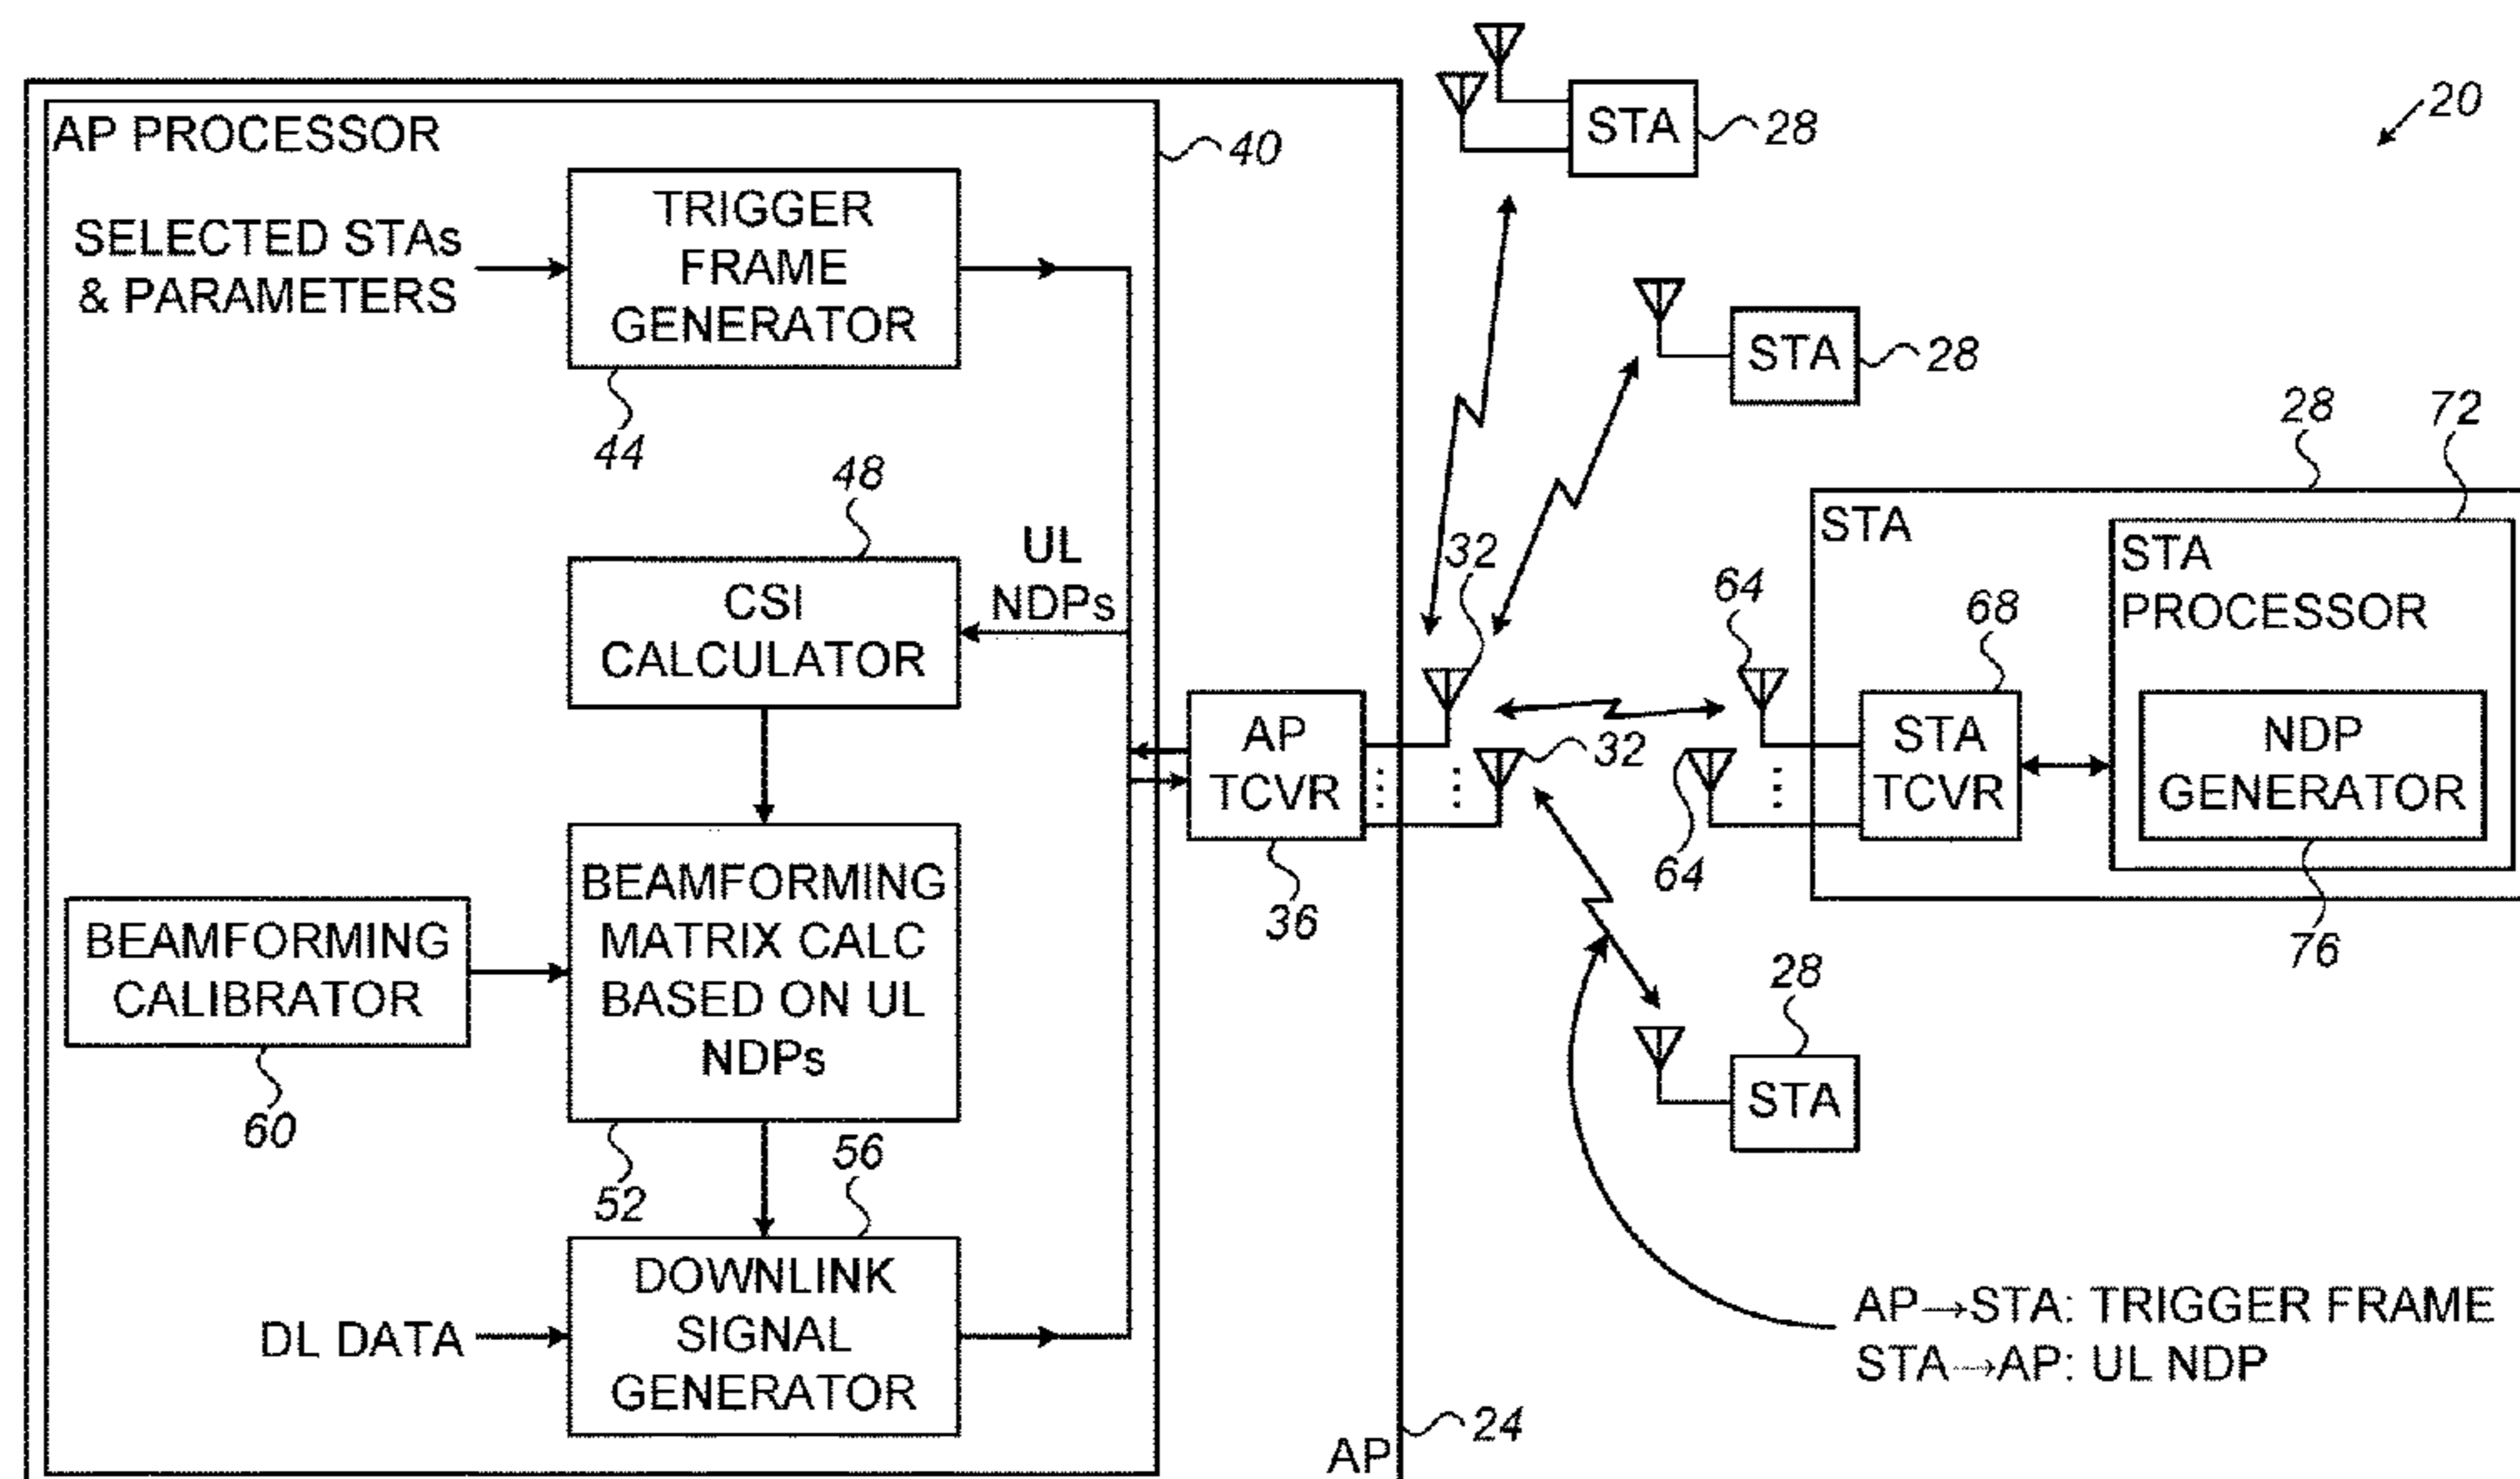 20
AP PROCESSOR
40
SELECTED STAs
& PARAMETERS
TRIGGER
FRAME
GENERATOR
44
STA
28
STA
28
48
UL
NDPs
CSI
CALCULATOR
32
28
72
STA
STA
PROCESSOR
64
68
AP
TCVR
32
STA
TCVR
NDP
GENERATOR
36
64
76
BEAMFORMING
CALIBRATOR
60
BEAMFORMING
MATRIX CALC
BASED ON UL
NDPs
52
28
STA
56
DL DATA
DOWNLINK
SIGNAL
GENERATOR
AP→STA: TRIGGER FRAME
STA→AP: UL NDP
AP
24